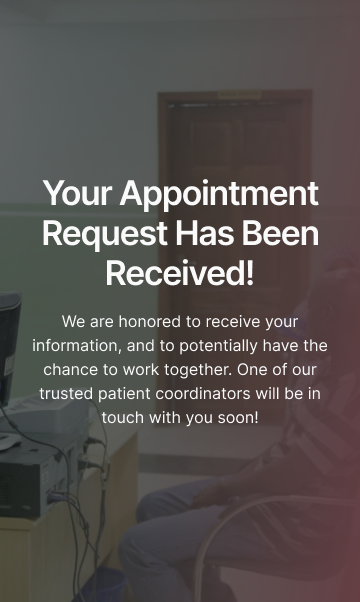 Your Appointment
Request Has Been
Received!
We are honored to receive your
information, and to potentially have the
chance to work together. One of our
trusted patient coordinators will be in
touch with you soon!